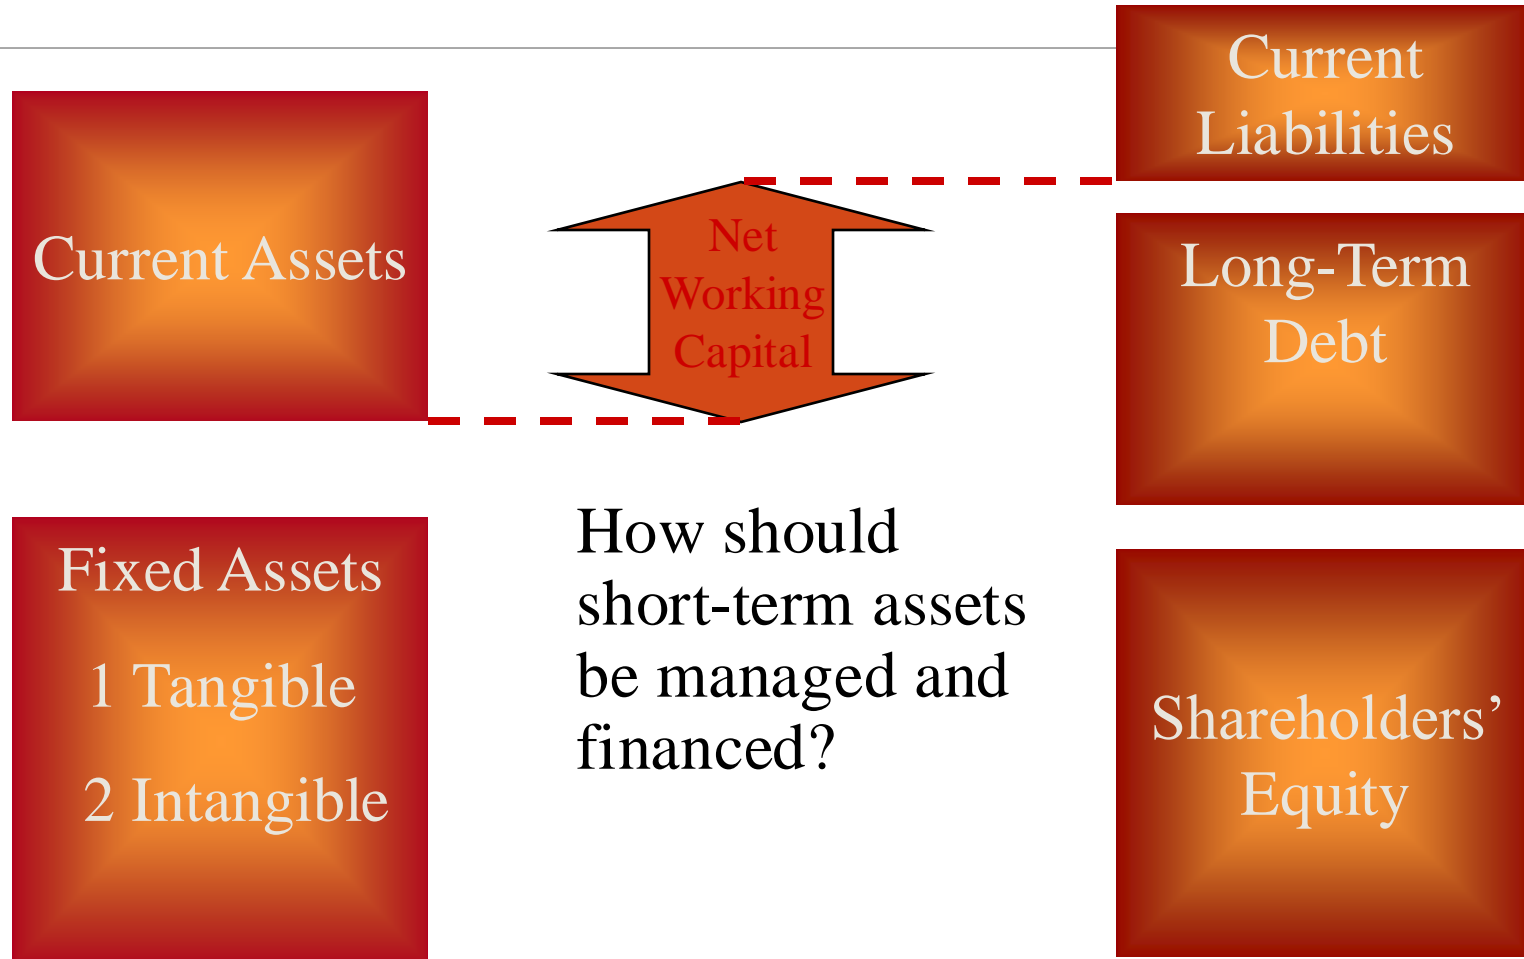 Current Assets
Fixed Assets
1 Tangible
2 Intangible
Net
Working
Capital
How should
short-term assets
be managed and
financed?
Current
Liabilities
Long-Term
Debt
Shareholders’
Equity